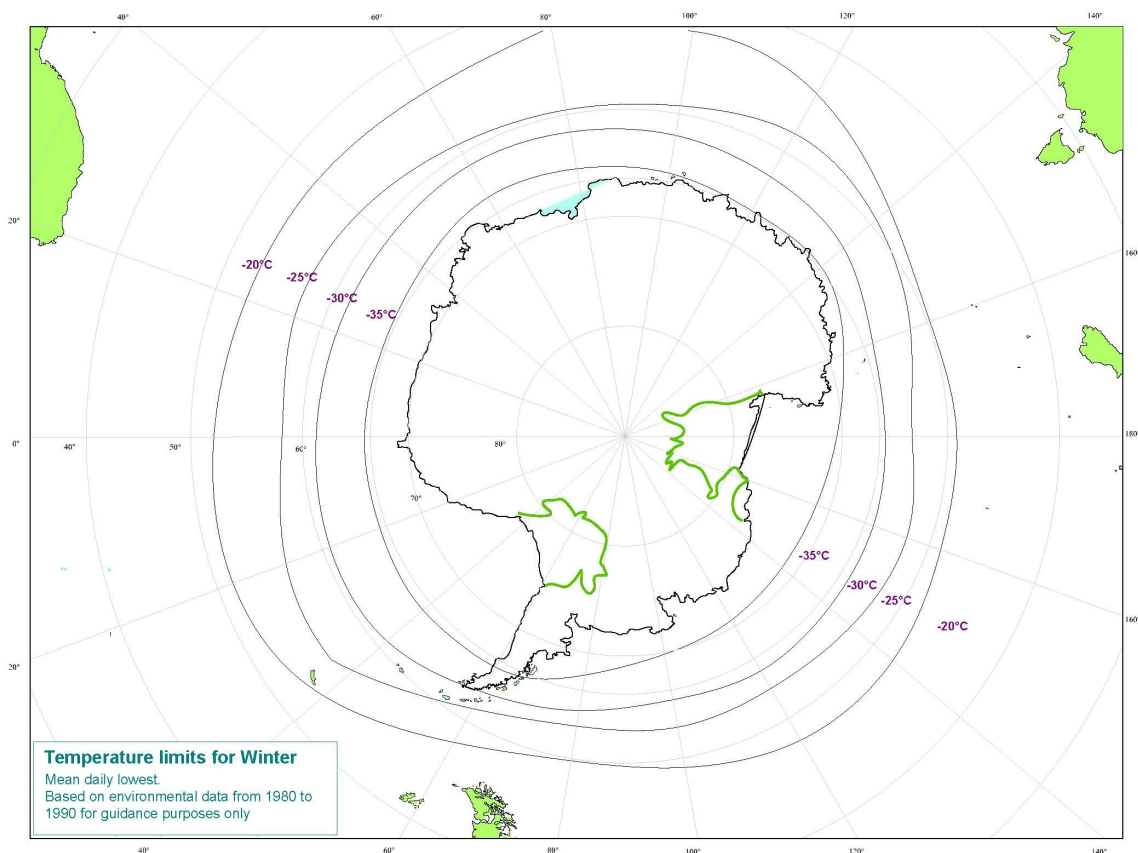 40°
60°
80°
100°
120°
140°
20°
160°
-20°C
-25°C
-30°C
-35°C
0°
40°
50°
60°
80°
180°
70°
-35°C
-30°C
-25°C
-20°C
160°
20°
Temperature limits for Winter
Mean daily lowest.
Based on environmental data from 1980 to
1990 for guidance purposes only
40°
60°
80°
100°
120°
140°